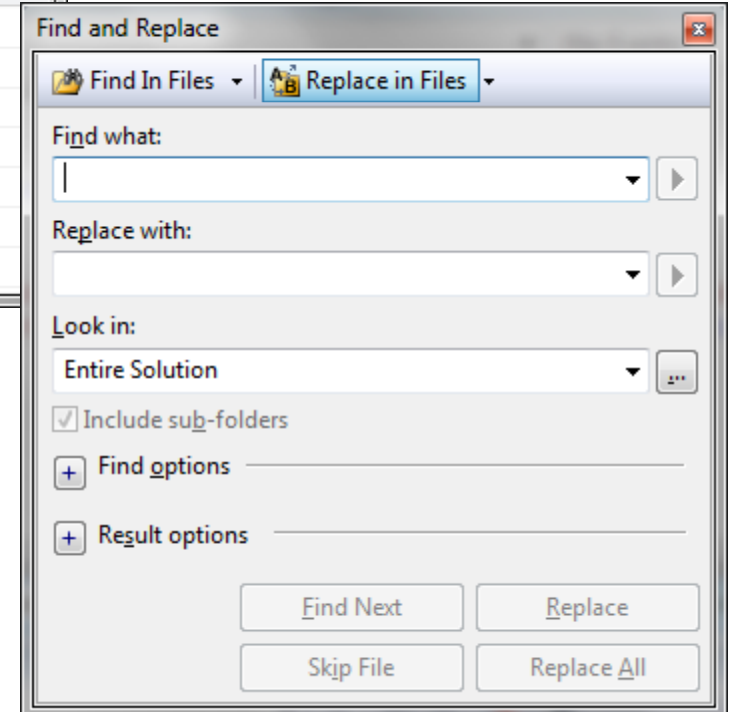 Find and Replace
Find In Files Replace in Files
Find what:
Replace with:
Look in:
Entire Solution
...
Include sub-folders
Find options
Result options
Find Next Replace
Skip File Replace All